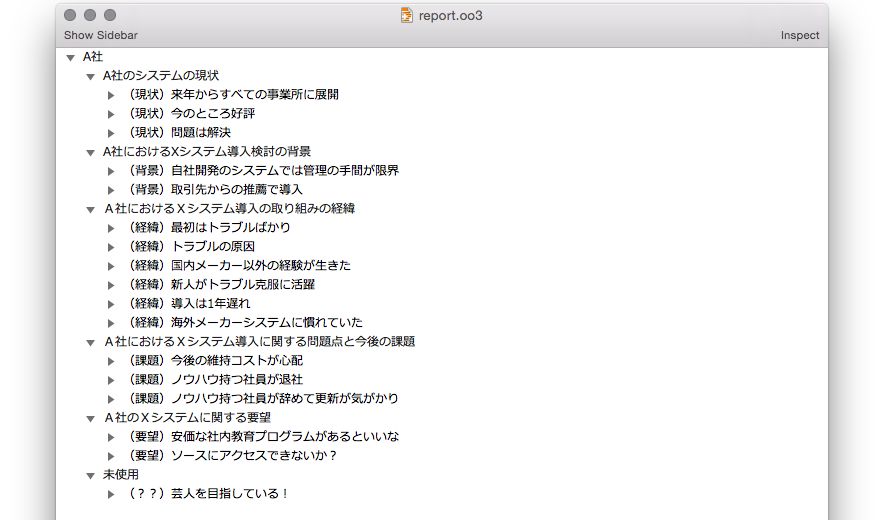 report.oo3
Show Sidebar
Inspect
A社
A社のシステムの現状
（現状）来年からすべての事業所に展開
（現状）今のところ好評
（現状）問題は解決
A社におけるXシステム導入検討の背景
（背景）自社開発のシステムでは管理の手間が限界
（背景）取引先からの推薦で導入
Ａ社におけるＸシステム導入の取り組みの経緯
（経緯）最初はトラブルばかり
（経緯）トラブルの原因
（経緯）国内メーカー以外の経験が生きた
（経緯）新人がトラブル克服に活躍
（経緯）導入は1年遅れ
（経緯）海外メーカーシステムに慣れていた
Ａ社におけるＸシステム導入に関する問題点と今後の課題
（課題）今後の維持コストが心配
（課題）ノウハウ持つ社員が退社
（課題）ノウハウ持つ社員が辞めて更新が気がかり
Ａ社のＸシステムに関する要望
（要望）安価な社内教育プログラムがあるといいな
（要望）ソースにアクセスできないか？
未使用
（？？）芸人を目指している！